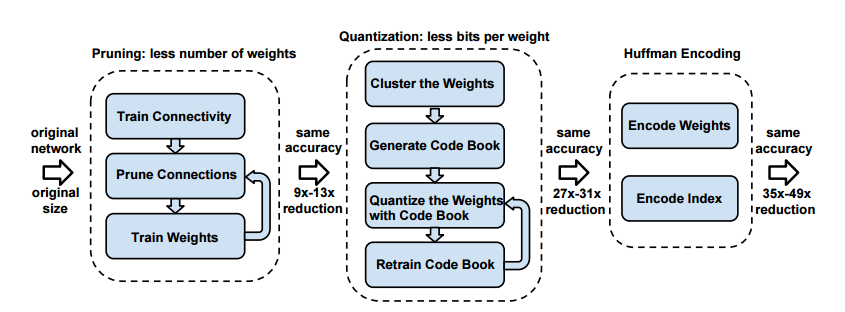 Pruning: less number of weights
Quantization: less bits per weight
Huffman Encoding
original
network
original
size
Train Connectivity
Prune Connections
Train Weights
same
accuracy
9x-13x
reduction
Cluster the Weights
Generate Code Book
Quantize the Weights
with Code Book
Retrain Code Book
same
accuracy
27x-31x
reduction
Encode Weights
Encode Index
same
accuracy
35x-49x
reduction